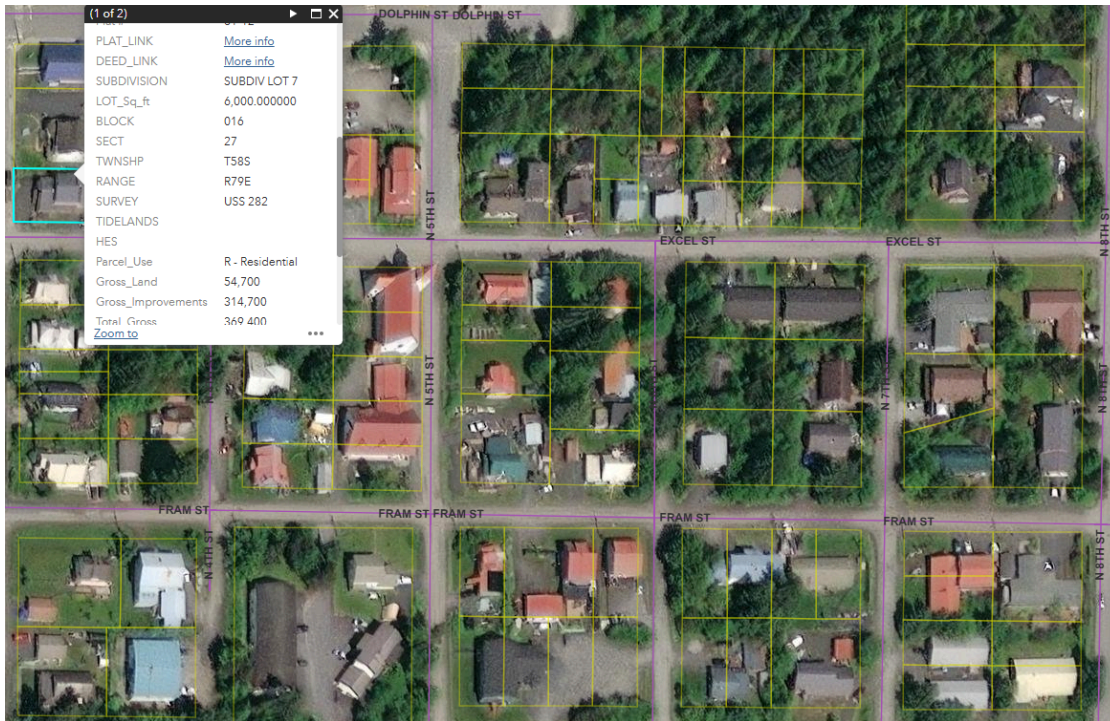 (1 of 2)
PLAT_LINK More info
DEED_LINK More info
SUBDIVISION SUBDIV LOT 7
LOT_Sq_ft 6,000.000000
BLOCK 016
SECT 27
TWNSHP T58S
RANGE R79E
SURVEY USS 282
TIDELANDS
HES
Parcel_Use R - Residential
Gross_Land 54,700
Gross_Improvements 314,700
Total_Gross 369,400
Zoom to
DOLPHIN ST DOLPHIN ST
N 5TH ST
EXCEL ST
EXCEL ST
N 8TH ST
N 5TH ST
N 7TH ST
N 8TH ST
FRAM ST
FRAM ST FRAM ST
FRAM ST
FRAM ST
N 4TH ST
N 8TH ST